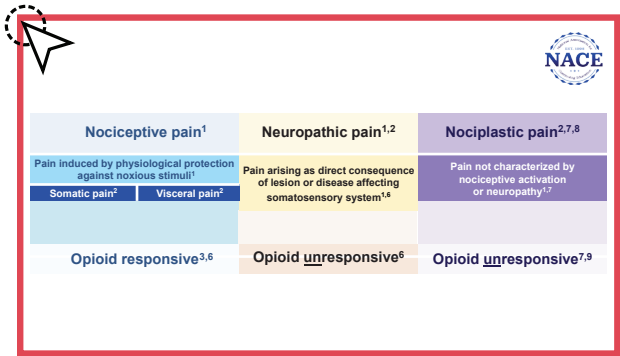 NACE
Nociceptive pain1
Neuropathic pain1,2
Nociplastic pain2,7,8
Pain induced by physiological protection
against noxious stimuli1
Somatic pain2
Visceral pain2
Pain arising as direct consequence
of lesion or disease affecting
somatosensory system1,6
Pain not characterized by
nociceptive activation
or neuropathy1,7
Opioid responsive3,6
Opioid unresponsive6
Opioid unresponsive7,9